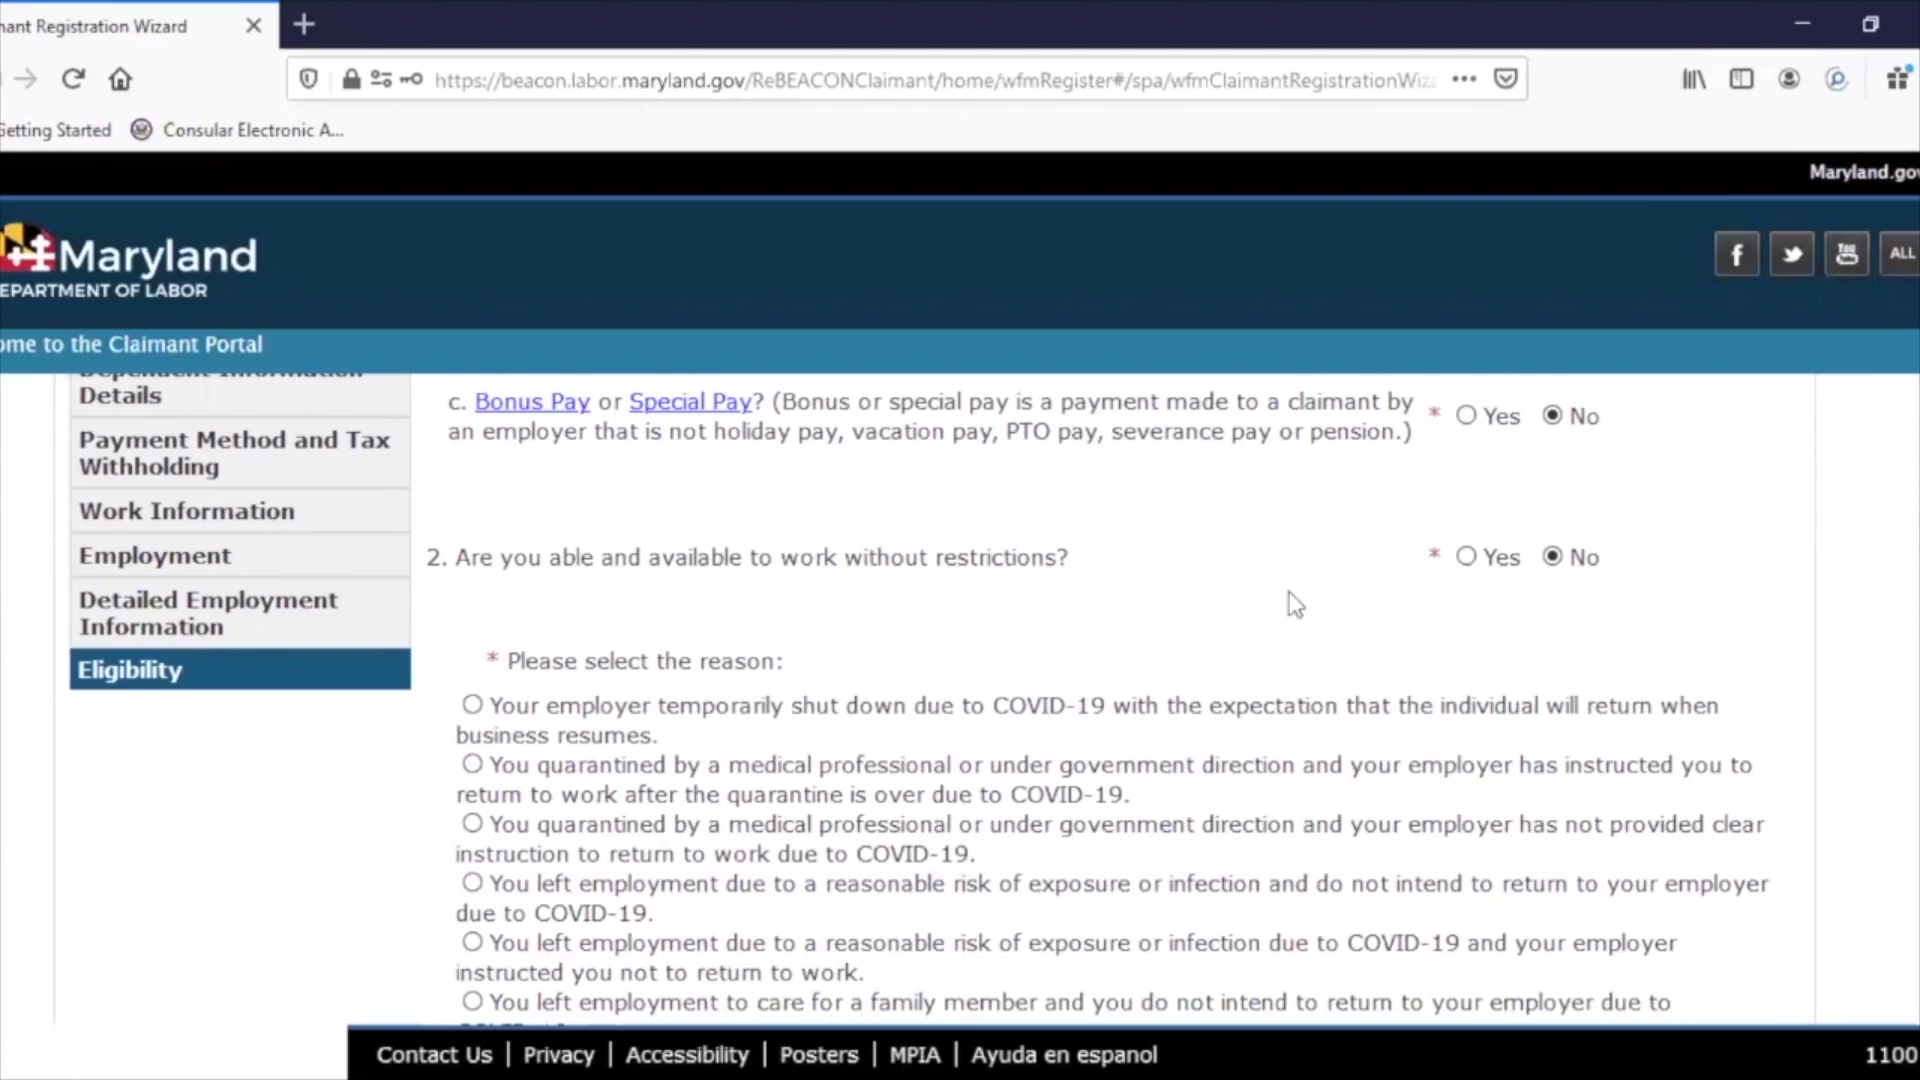 nant Registration Wizard
https://beacon.labor.maryland.gov/ReBEACONClaimant/home/wfmRegister#/spa/wfmClaimantRegistrationWiz
Getting Started
Consular Electronic A...
Maryland.gov
Maryland
EPARTMENT OF LABOR
f
You
ALL
ome to the Claimant Portal
Dependent Information
Details
Payment Method and Tax
Withholding
Work Information
Employment
Detailed Employment
Information
Eligibility
c. Bonus Pay or Special Pay? (Bonus or special pay is a payment made to a claimant by
an employer that is not holiday pay, vacation pay, PTO pay, severance pay or pension.)
* Yes No
2. Are you able and available to work without restrictions?
* Yes No
* Please select the reason:
Your employer temporarily shut down due to COVID-19 with the expectation that the individual will return when
business resumes.
You quarantined by a medical professional or under government direction and your employer has instructed you to
return to work after the quarantine is over due to COVID-19.
You quarantined by a medical professional or under government direction and your employer has not provided clear
instruction to return to work due to COVID-19.
You left employment due to a reasonable risk of exposure or infection and do not intend to return to your employer
due to COVID-19.
You left employment due to a reasonable risk of exposure or infection due to COVID-19 and your employer
instructed you not to return to work.
You left employment to care for a family member and you do not intend to return to your employer due to
Contact Us | Privacy | Accessibility | Posters | MPIA | Ayuda en espanol
1100